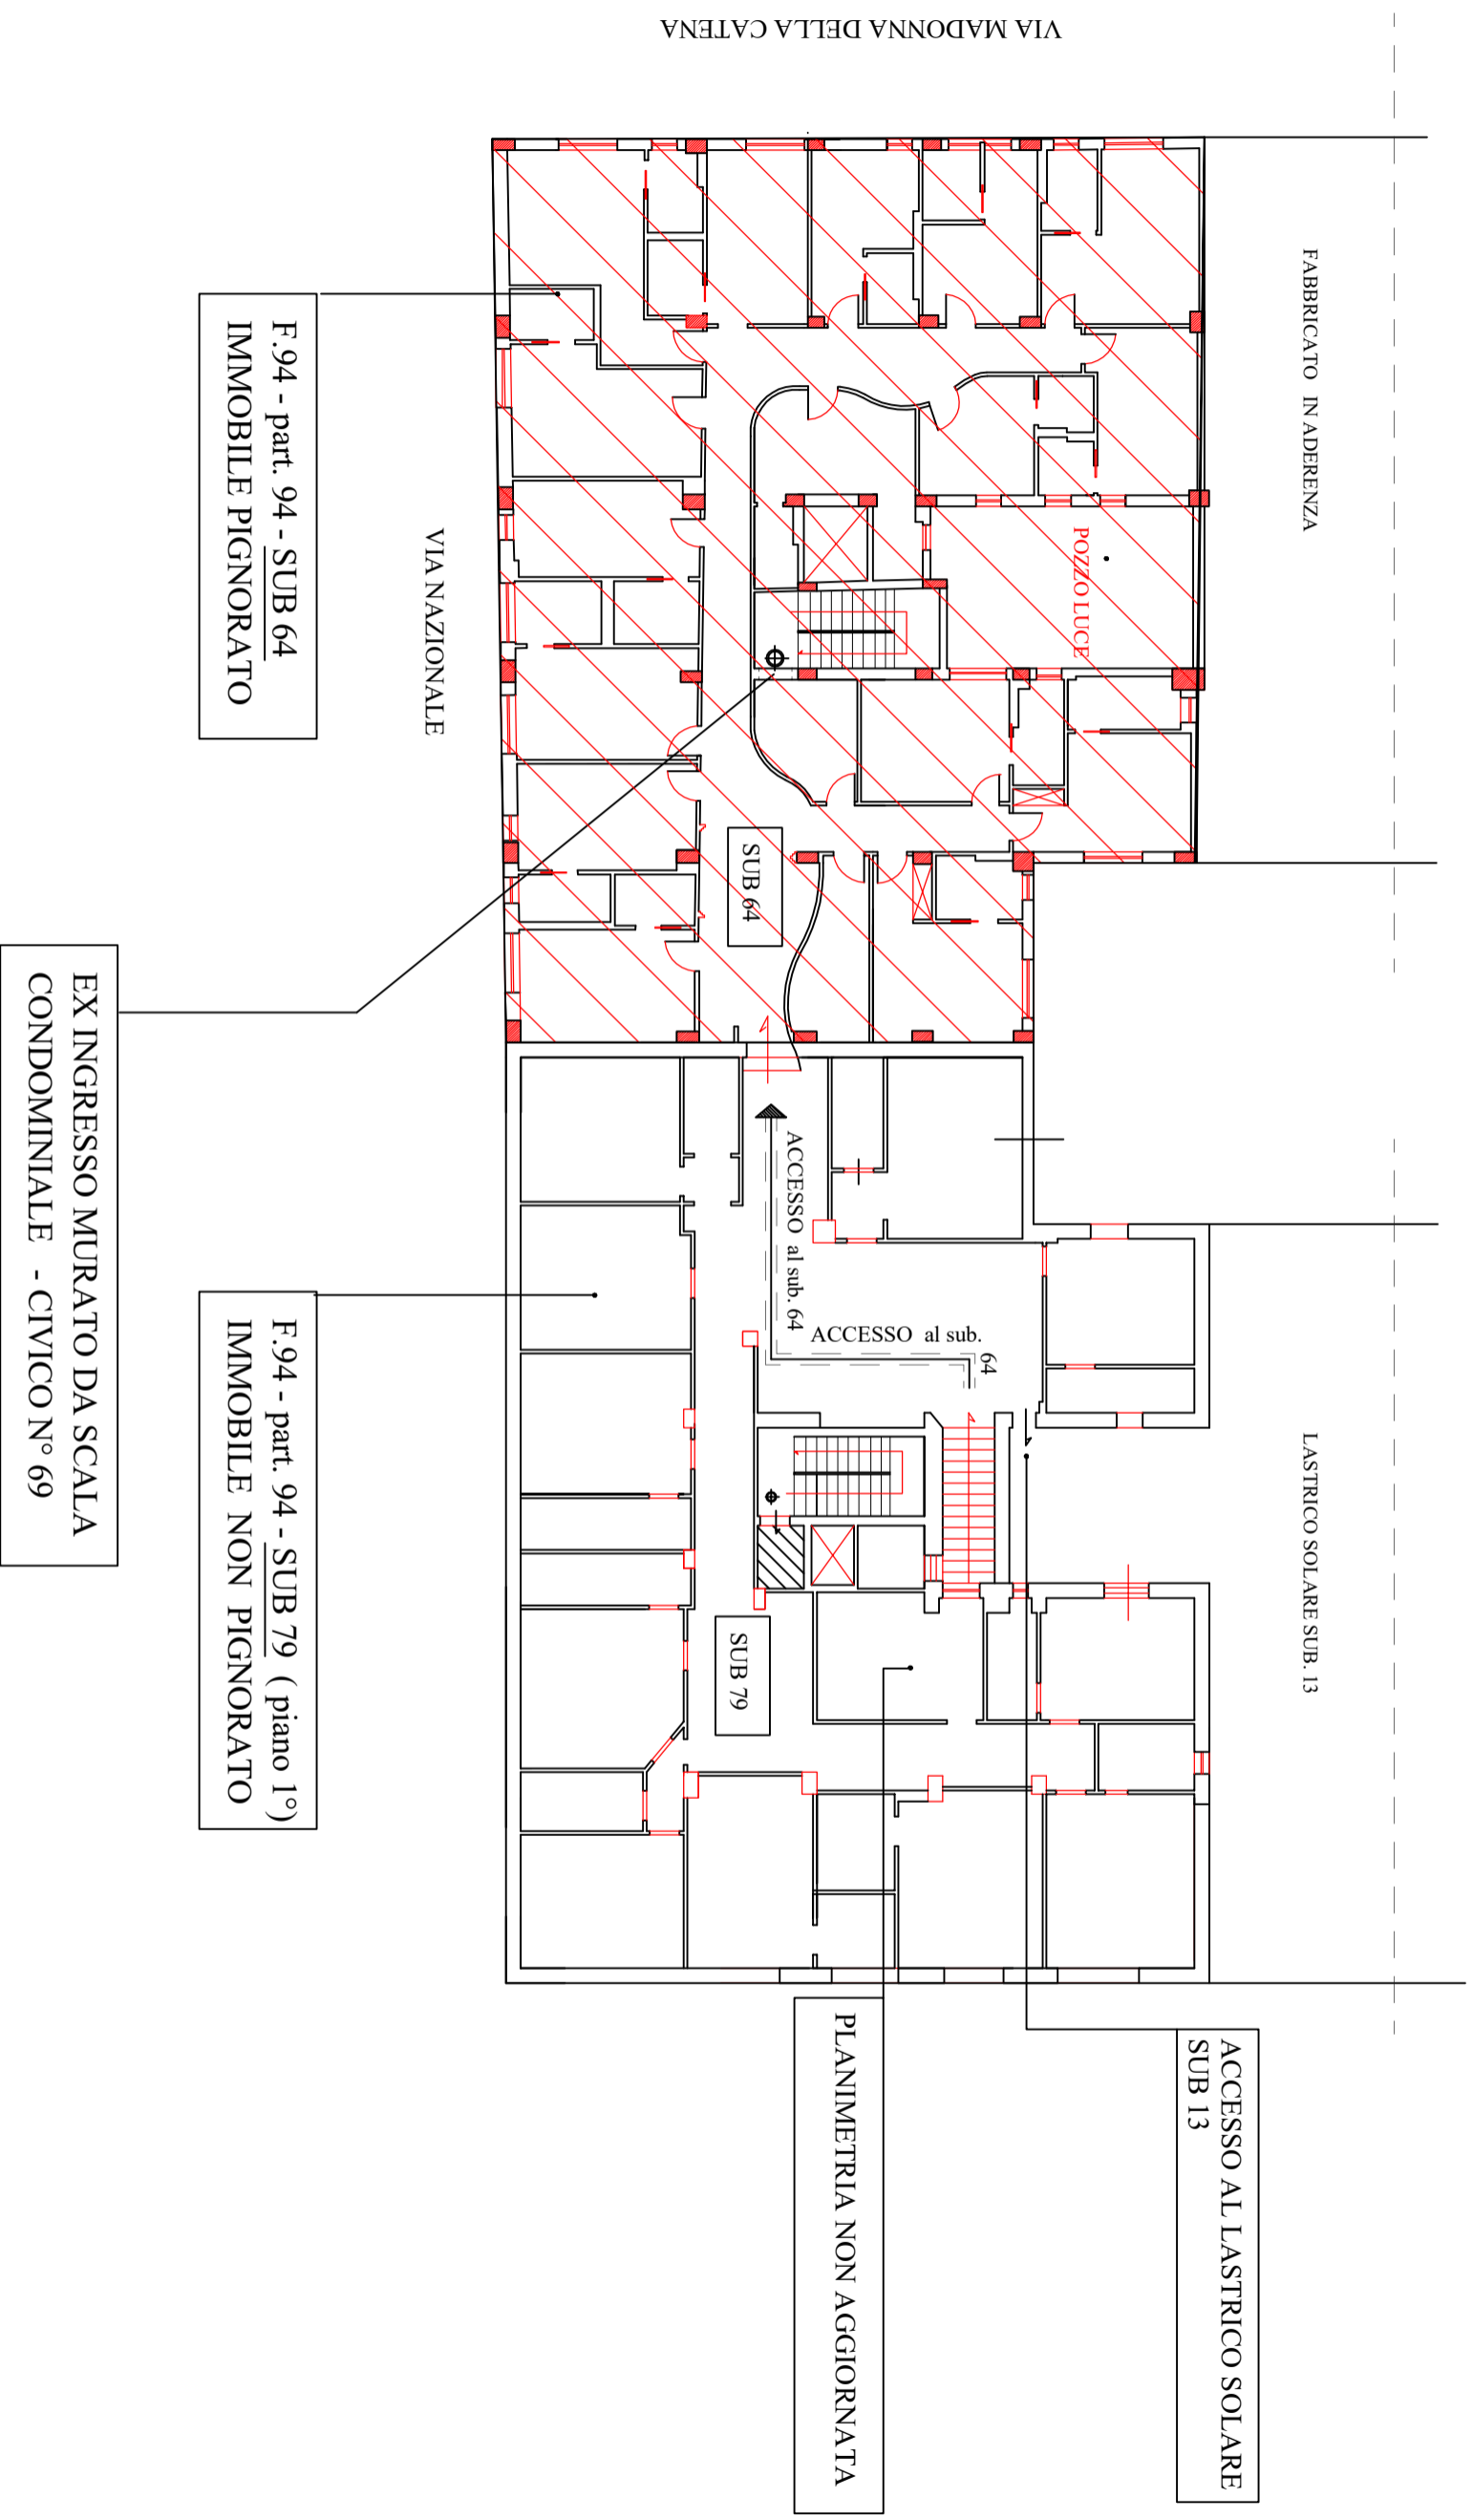 VIA MADONNA DELLA CATENA
FABBRICATO IN ADERENZA
LASTRICO SOLARE SUB. 13
ACCESSO AL LASTRICO SOLARE
SUB 13
POZZO LUCE
PLANIMETRIA NON AGGIORNATA
ACCESSO al sub.
64
ACCESSO al sub. 64
SUB 64
SUB 79
VIA NAZIONALE
F.94 - part. 94 - SUB 64
IMMOBILE PIGNORATO
F.94 - part. 94 - SUB 79 ( piano 1°)
IMMOBILE NON PIGNORATO
EX INGRESSO MURATO DA SCALA
CONDOMINIALE - CIVICO N° 69